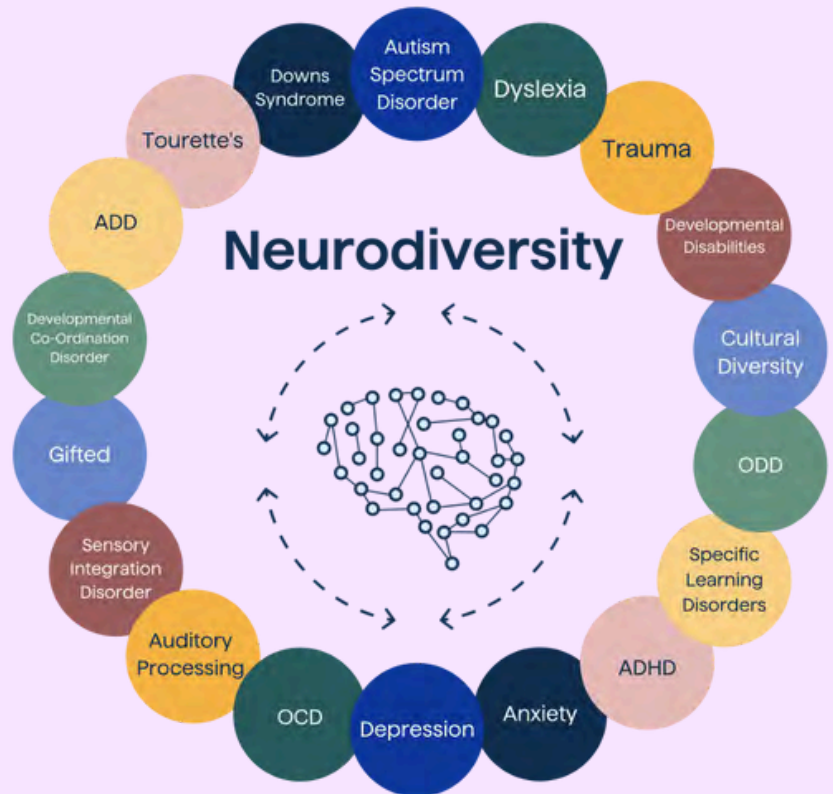 Neurodiversity
Autism
Spectrum
Disorder
Dyslexia
Trauma
Developmental
Disabilities
Cultural
Diversity
ODD
Specific
Learning
Disorders
ADHD
Anxiety
Depression
OCD
Auditory
Processing
Sensory
Integration
Disorder
Gifted
Developmental
Co-Ordination
Disorder
ADD
Tourette's
Downs
Syndrome